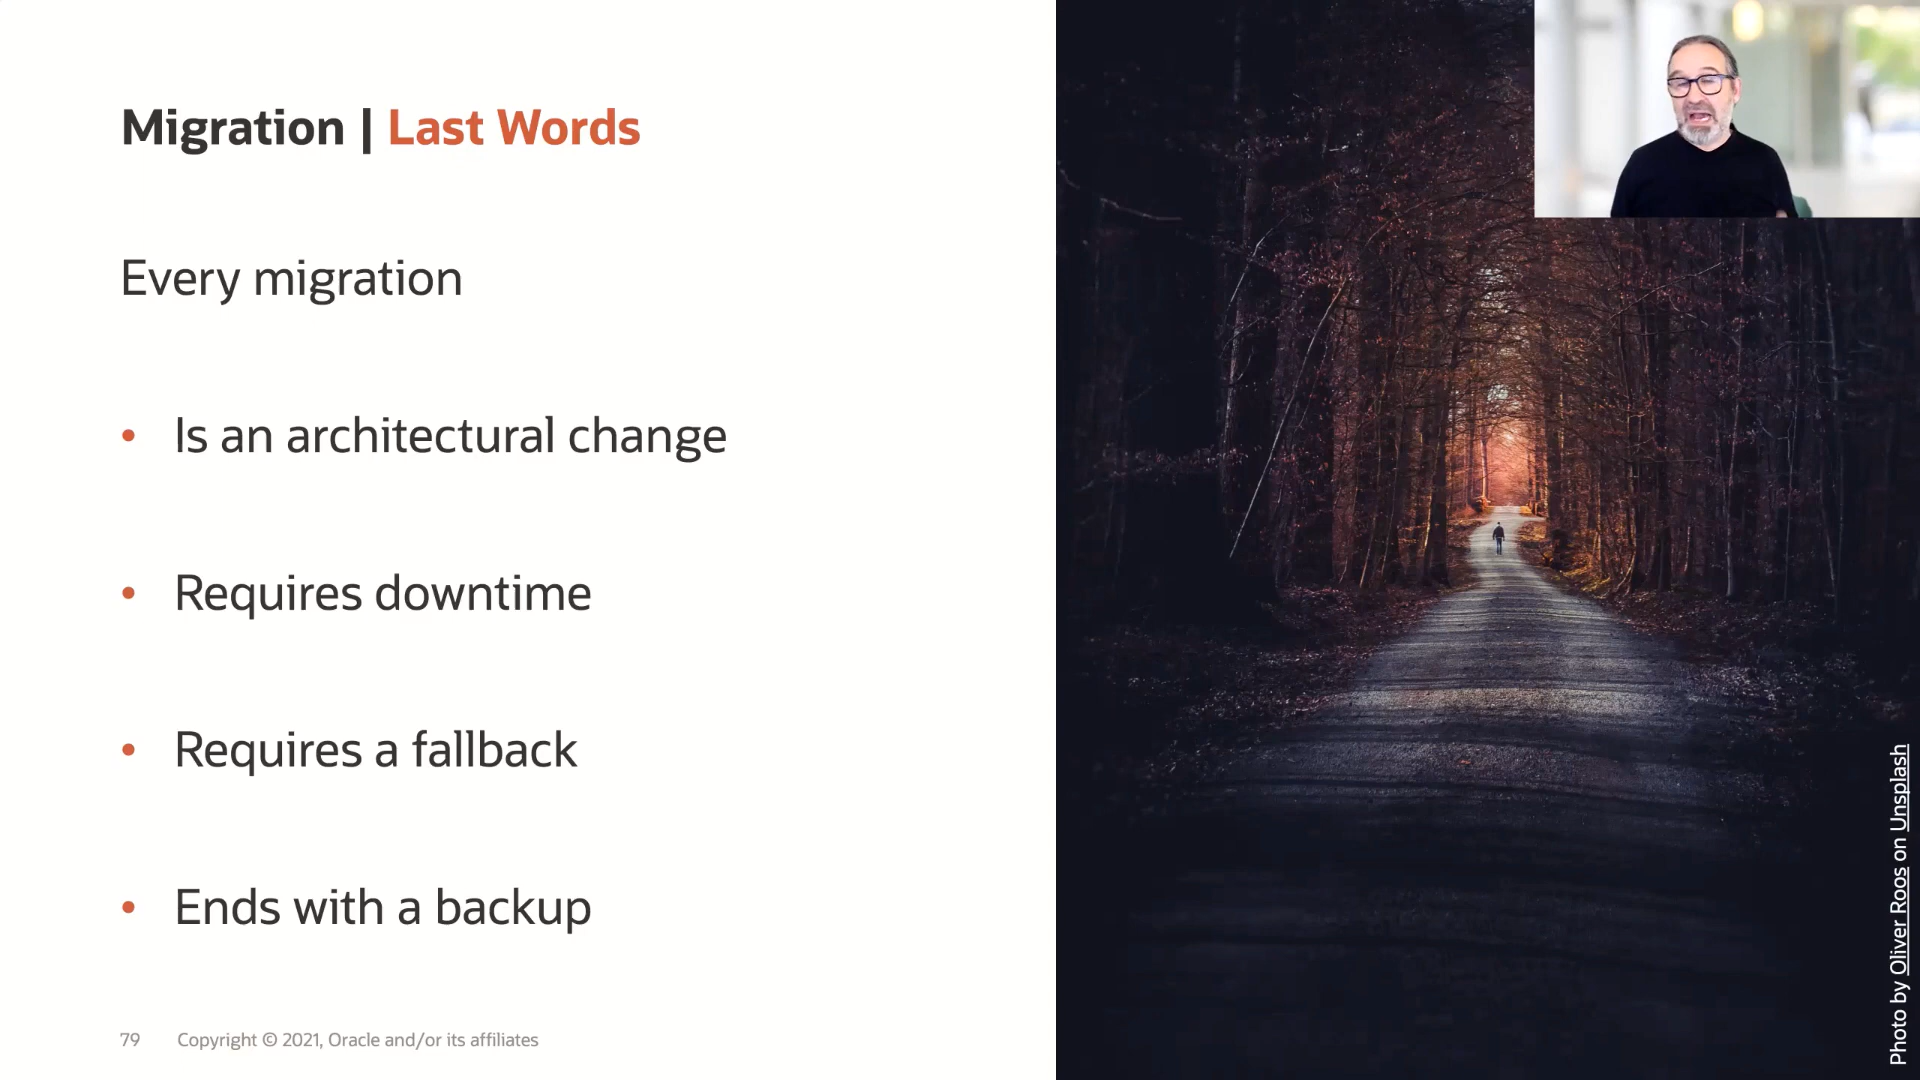 Migration | Last Words
Every migration
• Is an architectural change
• Requires downtime
• Requires a fallback
• Ends with a backup
79 Copyright © 2021, Oracle and/or its affiliates
Photo by Oliver Roos on Unsplash